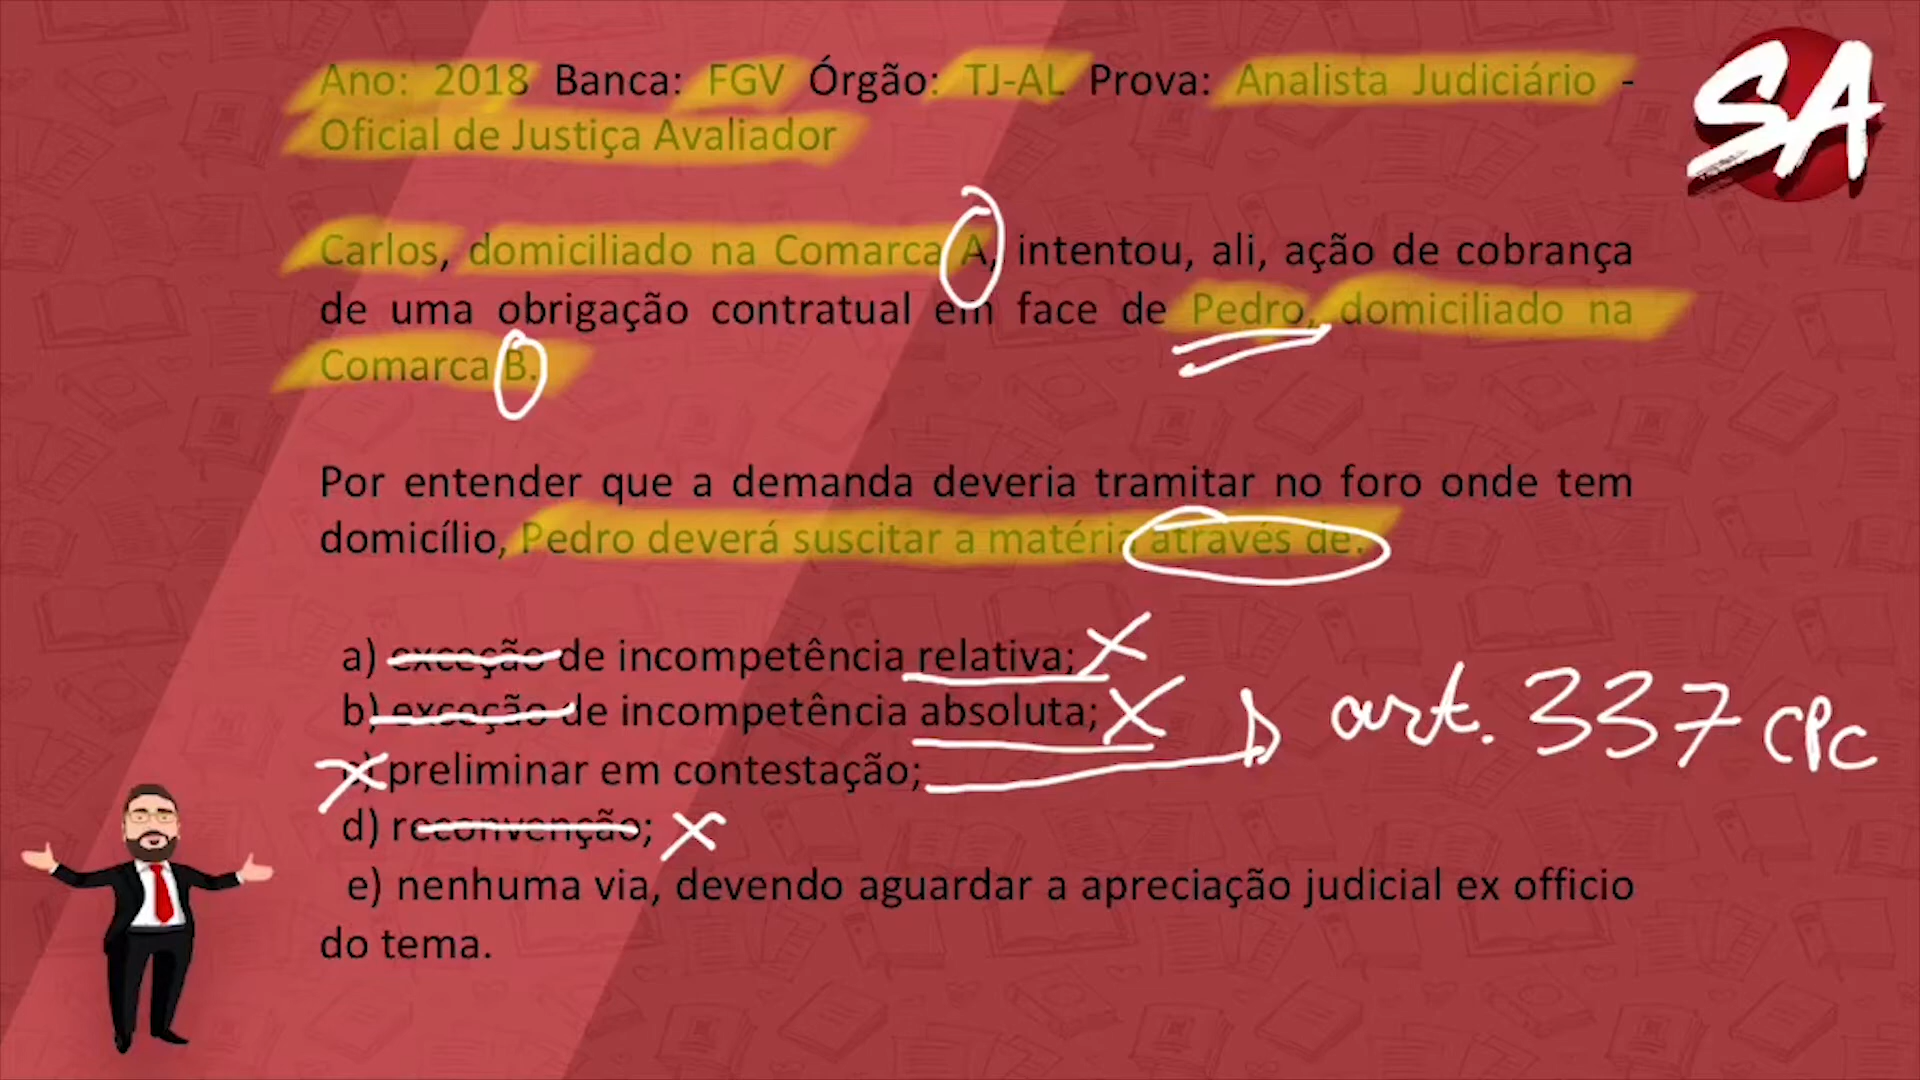 Ano: 2018 Banca: FGV Órgão: TJ-AL Prova: Analista Judiciário -
Oficial de Justiça Avaliador
SA
Carlos, domiciliado na Comarca A, intentou, ali, ação de cobrança
de uma obrigação contratual em face de Pedro, domiciliado na
Comarca B.
Por entender que a demanda deveria tramitar no foro onde tem
domicílio, Pedro deverá suscitar a matéria através de:
a) exceção de incompetência relativa;
b) exceção de incompetência absoluta;
c) preliminar em contestação;
art. 337 CPC
d) reconvenção;
e) nenhuma via, devendo aguardar a apreciação judicial ex officio
do tema.